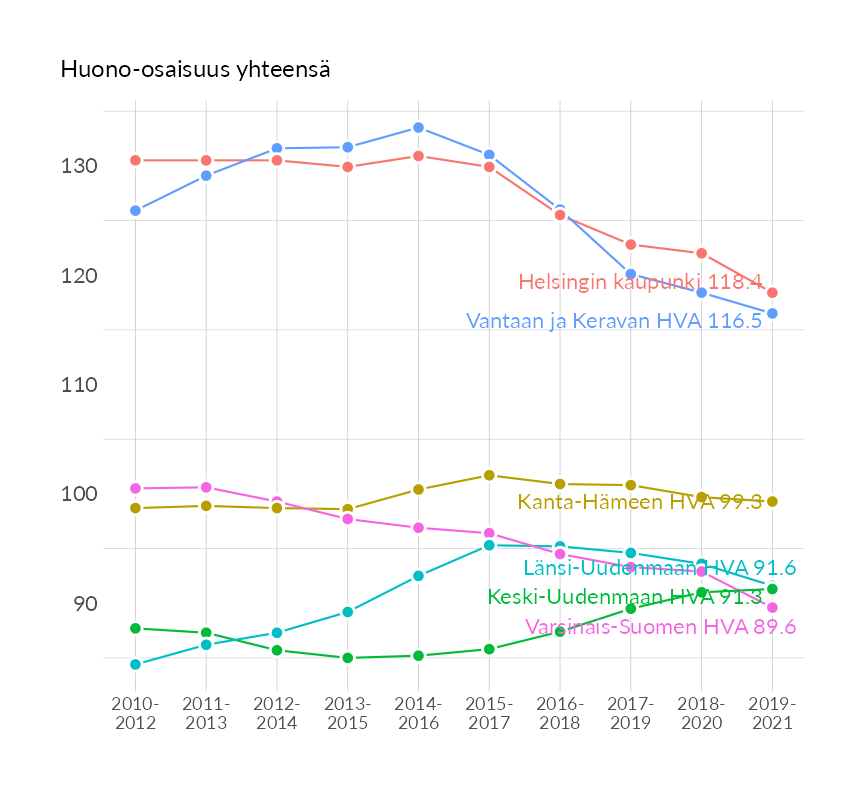 Huono-osaisuus yhteensä
130
120
Helsingin kaupunki 118.4
Vantaan ja Keravan HVA 116.5
110
100
Kanta-Hämeen HVA 99.3
Länsi-Uudenmaan HVA 91.6
Keski-Uudenmaan HVA 91.3
90
Varsinais-Suomen HVA 89.6
2010- 2011- 2012- 2013- 2014- 2015- 2016- 2017- 2018- 2019-
2012 2013 2014 2015 2016 2017 2018 2019 2020 2021